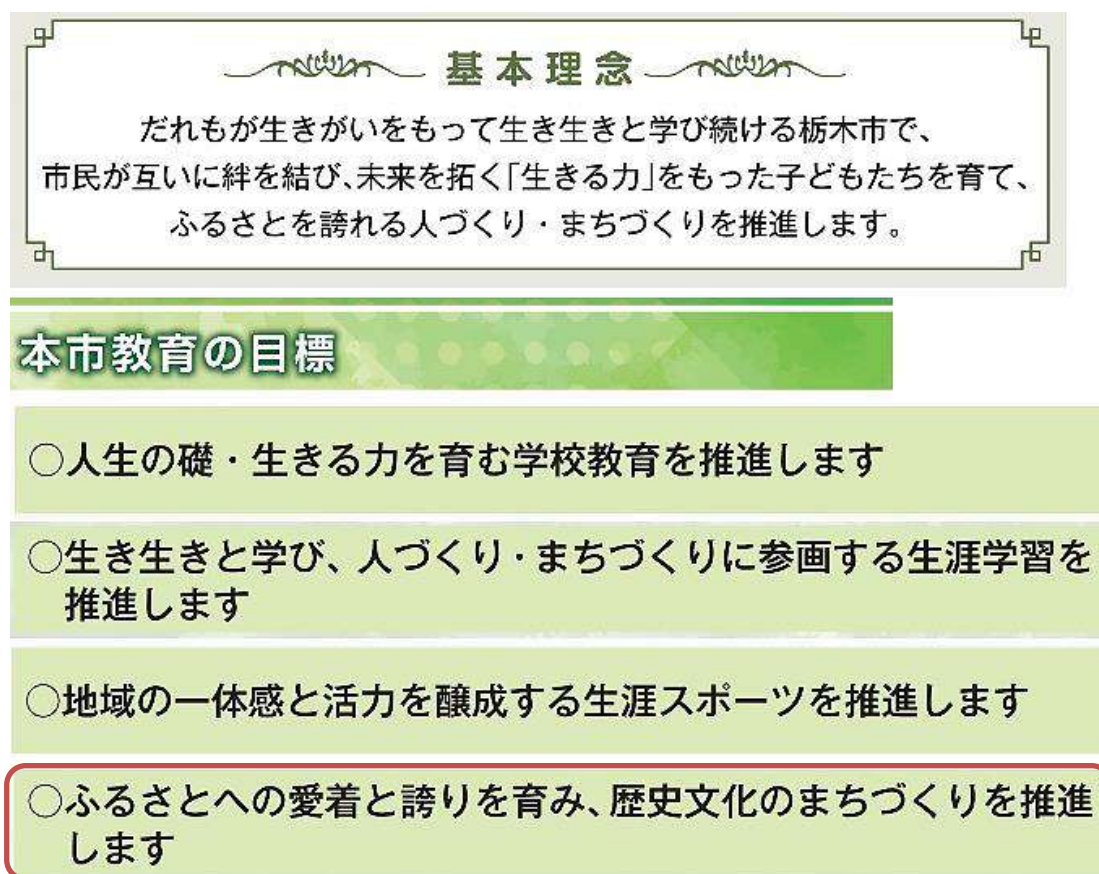 基本理念
だれもが生きがいをもって生き生きと学び続ける栃木市で、
市民が互いに絆を結び、未来を拓く「生きる力」をもった子どもたちを育て、
ふるさとを誇れる人づくり・まちづくりを推進します。
本市教育の目標
○人生の礎・生きる力を育む学校教育を推進します
○生き生きと学び、人づくり・まちづくりに参画する生涯学習を
推進します
○地域の一体感と活力を醸成する生涯スポーツを推進します
○ふるさとへの愛着と誇りを育み、歴史文化のまちづくりを推進
します